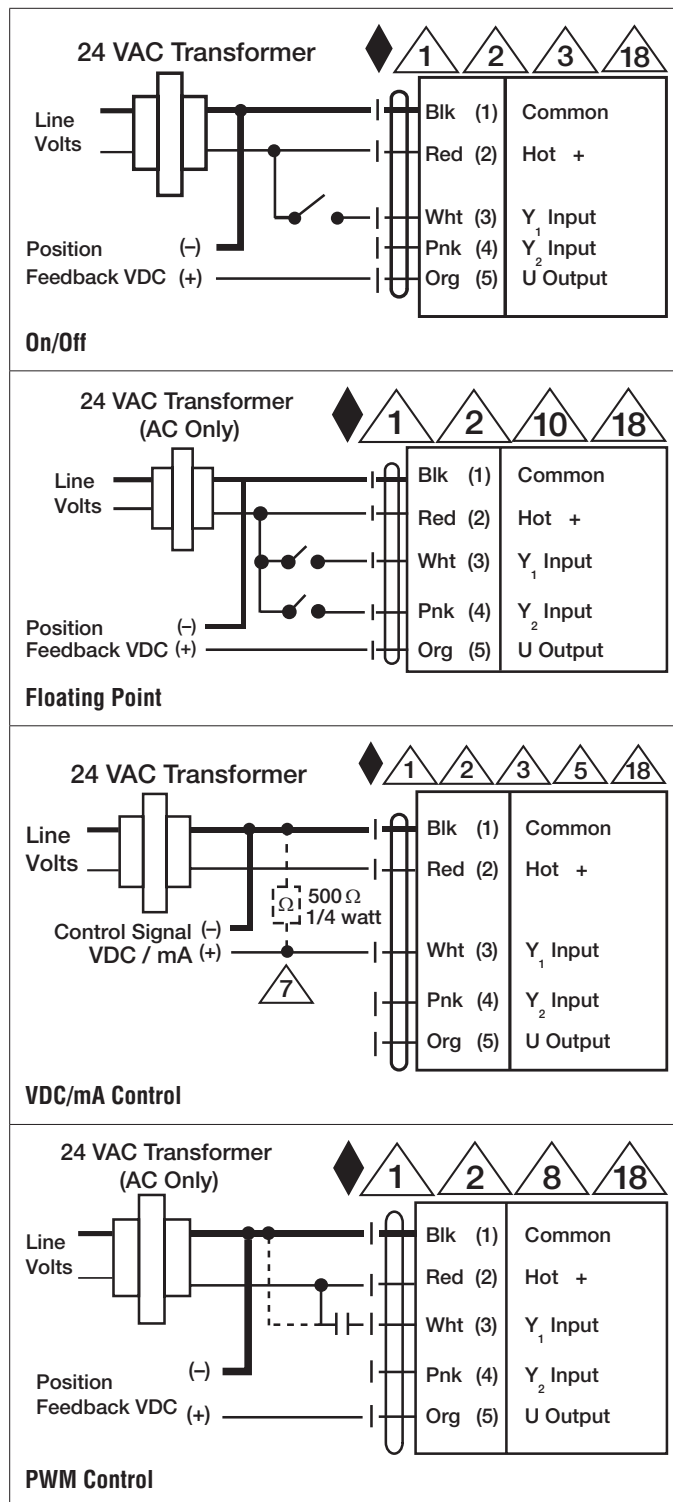 24 VAC Transformer
1 2 3 18
Line
Volts
Blk (1) Common
Red (2) Hot +
Wht (3) Y1 Input
Position (–)
Pnk (4) Y2 Input
Feedback VDC (+)
Org (5) U Output
On/Off
24 VAC Transformer
(AC Only)
1 2 10 18
Line
Volts
Blk (1) Common
Red (2) Hot +
Wht (3) Y1 Input
Pnk (4) Y2 Input
Position (–)
Feedback VDC (+)
Org (5) U Output
Floating Point
24 VAC Transformer
1 2 3 5 18
Line
Volts
Blk (1) Common
Red (2) Hot +
Ω 500 Ω
1/4 watt
Control Signal (–)
VDC / mA (+)
Wht (3) Y1 Input
7
Pnk (4) Y2 Input
Org (5) U Output
VDC/mA Control
24 VAC Transformer
(AC Only)
1 2 8 18
Line
Volts
Blk (1) Common
Red (2) Hot +
Wht (3) Y1 Input
Pnk (4) Y2 Input
Position (–)
Feedback VDC (+)
Org (5) U Output
PWM Control